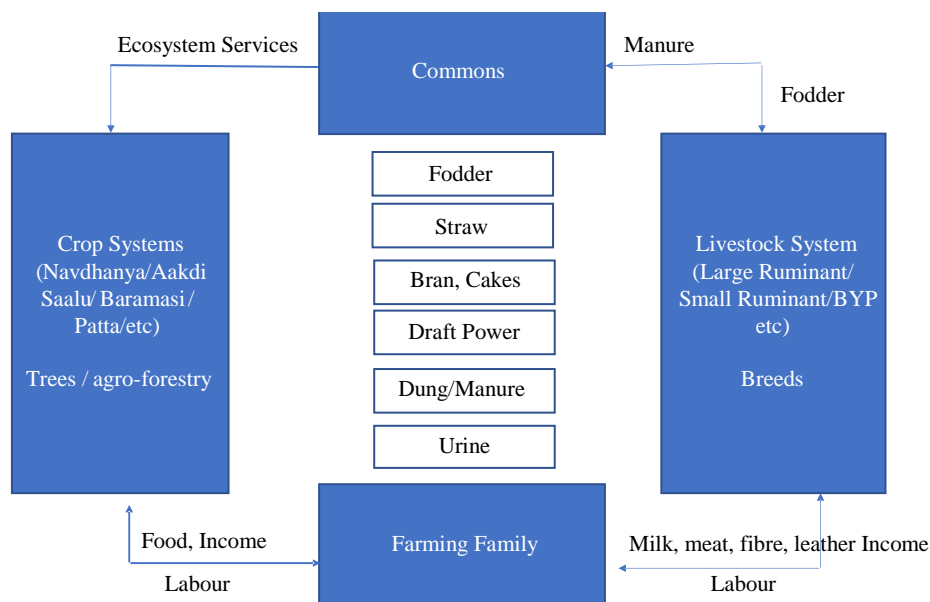 Ecosystem Services
Commons
Manure
Fodder
Crop Systems
(Navdhanya/Aakdi
Saalu/ Baramasi /
Patta/etc)
Trees / agro-forestry
Fodder
Straw
Bran, Cakes
Draft Power
Dung/Manure
Urine
Livestock System
(Large Ruminant/
Small Ruminant/BYP
etc)
Breeds
Food, Income
Labour
Farming Family
Milk, meat, fibre, leather Income
Labour